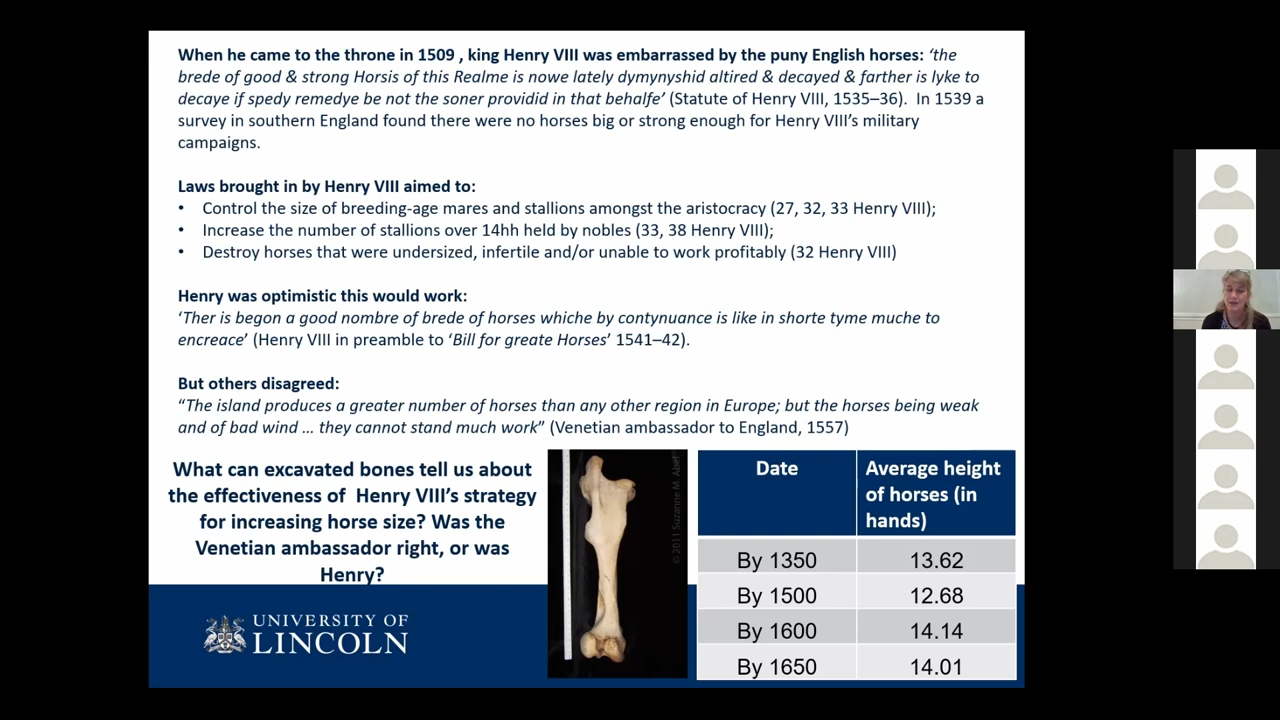 When he came to the throne in 1509 , king Henry VIII was embarrassed by the puny English horses: ‘the
brede of good & strong Horsis of this Realme is nowe lately dymynyshid altired & decayed & farther is lyke to
decaye if spedy remedye be not the soner providid in that behalfe’ (Statute of Henry VIII, 1535–36).  In 1539 a
survey in southern England found there were no horses big or strong enough for Henry VIII’s military
campaigns.
Laws brought in by Henry VIII aimed to:
• Control the size of breeding-age mares and stallions amongst the aristocracy (27, 32, 33 Henry VIII);
• Increase the number of stallions over 14hh held by nobles (33, 38 Henry VIII);
• Destroy horses that were undersized, infertile and/or unable to work profitably (32 Henry VIII)
Henry was optimistic this would work:
‘Ther is begon a good nombre of brede of horses whiche by contynuance is like in shorte tyme muche to
encreace’ (Henry VIII in preamble to ‘Bill for greate Horses’ 1541–42).
But others disagreed:
“The island produces a greater number of horses than any other region in Europe; but the horses being weak
and of bad wind … they cannot stand much work” (Venetian ambassador to England, 1557)
What can excavated bones tell us about
the effectiveness of  Henry VIII’s strategy
for increasing horse size? Was the
Venetian ambassador right, or was
Henry?
© 2011 Suzanne M. Abel
Date
Average height
of horses (in
hands)
By 1350 13.62
By 1500 12.68
By 1600 14.14
By 1650 14.01
UNIVERSITY OF
LINCOLN